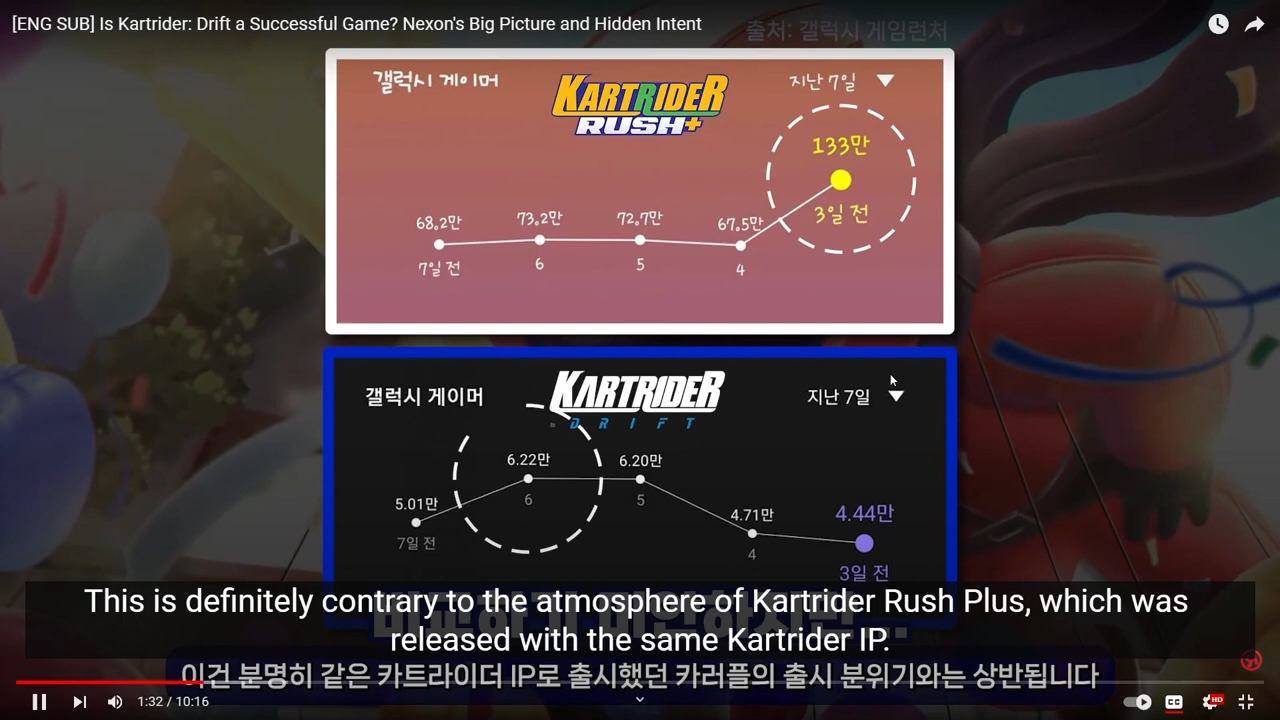 [ENG SUB] Is Kartrider: Drift a Successful Game? Nexon's Big Picture and Hidden Intent
출처: 갤럭시 게임런처
갤럭시 게이머
KARTRIDER
RUSH+
지난 7일
133만
3일 전
68.2만
73.2만
72.7만
67.5만
7일 전
6
5
4
갤럭시 게이머
KARTRIDER
DRIFT
지난 7일
5.01만
6.22만
6.20만
4.71만
4.44만
7일 전
6
5
4
3일 전
This is definitely contrary to the atmosphere of Kartrider Rush Plus, which was
released with the same Kartrider IP.
이건 분명히 같은 카트라이더 IP로 출시했던 카러플의 출시 분위기와는 상반됩니다
1:32 / 10:16
CC
HD